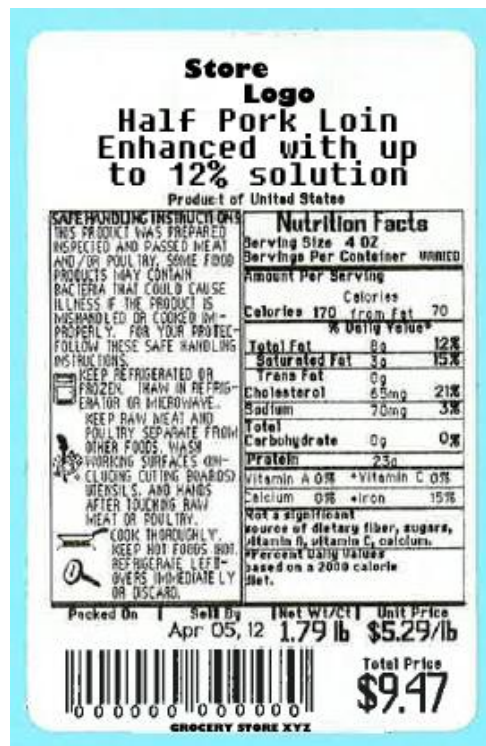 Store
Logo
Half Pork Loin
Enhanced with up
to 12% solution
Product of United States
SAFE HANDLING INSTRUCTIONS
THIS PRODUCT WAS PREPARED
INSPECTED AND PASSED MEAT
AND/OR POULTRY, SOME FOOD
PRODUCTS MAY CONTAIN
BACTERIA THAT COULD CAUSE
ILLNESS IF THE PRODUCT IS
MISHANDLED OR COOKED IM-
PROPERLY. FOR YOUR PROTEC-
FOLLOW THESE SAFE HANDLING
INSTRUCTIONS.
KEEP REFRIGERATED OR
FROZEN. THAW IN REFRIG-
ERATOR OR MICROWAVE.
KEEP RAW MEAT AND
POULTRY SEPARATE FROM
OTHER FOODS. WASH
WORKING SURFACES (IN-
CLUCING CUTING BOARDS)
UTENSILS, AND HANDS
AFTER TOUCHING RAW
MEAT OR POULTRY.
COOK THOROUGHLY.
KEEP HOT FOODS HOT.
REFRIGERATE LEFT-
OVERS IMMEDIATELY
OR DISCARD.
Nutrition Facts
Serving Size 4 OZ
Servings Per Container VARIED
Amount Per Serving
Calories
Calories 170 from Fat 70
% Daily Value*
Total Fat 8g 12%
Saturated Fat 3g 15%
Trans Fat 0g
Cholesterol 65mg 21%
Sodium 70mg 3%
Total
Carbohydrate 0g 0%
Protein 23g
Vitamin A 0% •Vitamin C 0%
Calcium 0% •Iron 15%
Not a significant
source of dietary fiber, sugars,
vitamin A, vitamin C, calcium.
*Percent Daily Values
based on a 2000 calorie
diet.
Packed On Sell By Net Wt/Ct Unit Price
Apr 05, 12 1.79 lb $5.29/lb
Total Price
$9.47
0 00000 00000 0
GROCERY STORE XYZ